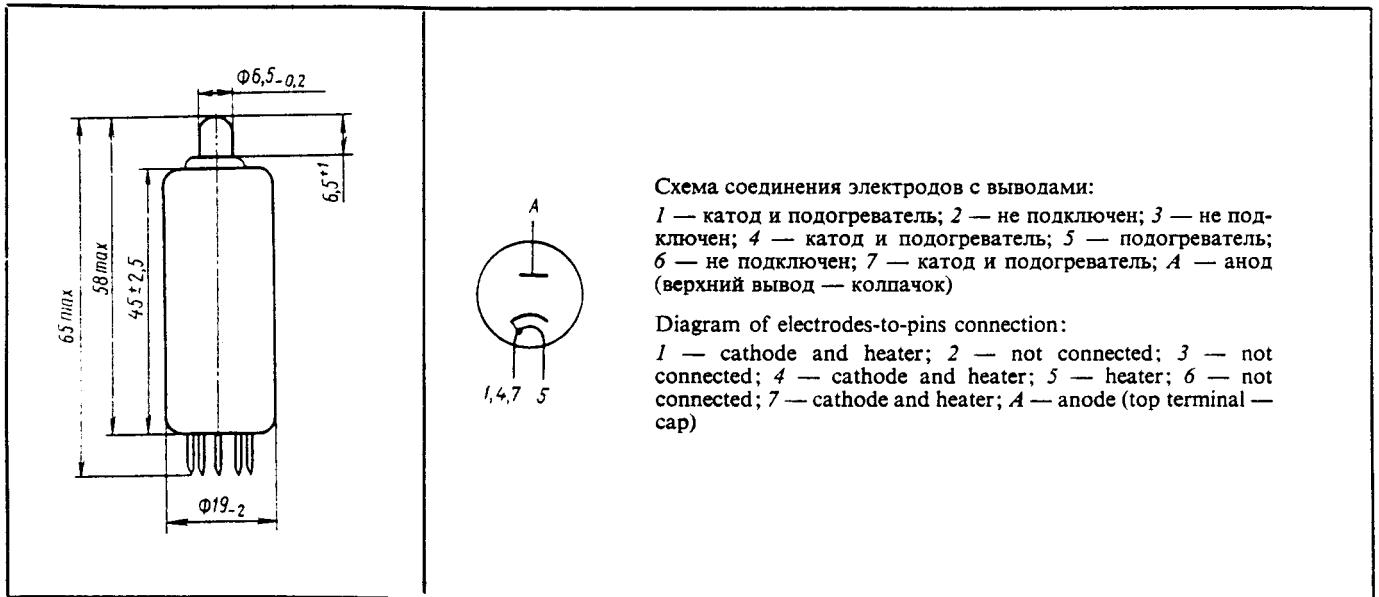 Ф6,5₋₀,₂
65 max
58 max
45 ± 2,5
6,5⁺¹
Ф19₋₂
A
1,4,7 5
Схема соединения электродов с выводами:
1 — катод и подогреватель; 2 — не подключен; 3 — не под-
ключен; 4 — катод и подогреватель; 5 — подогреватель;
6 — не подключен; 7 — катод и подогреватель; A — анод
(верхний вывод — колпачок)
Diagram of electrodes-to-pins connection:
1 — cathode and heater; 2 — not connected; 3 — not
connected; 4 — cathode and heater; 5 — heater; 6 — not
connected; 7 — cathode and heater; A — anode (top terminal —
cap)